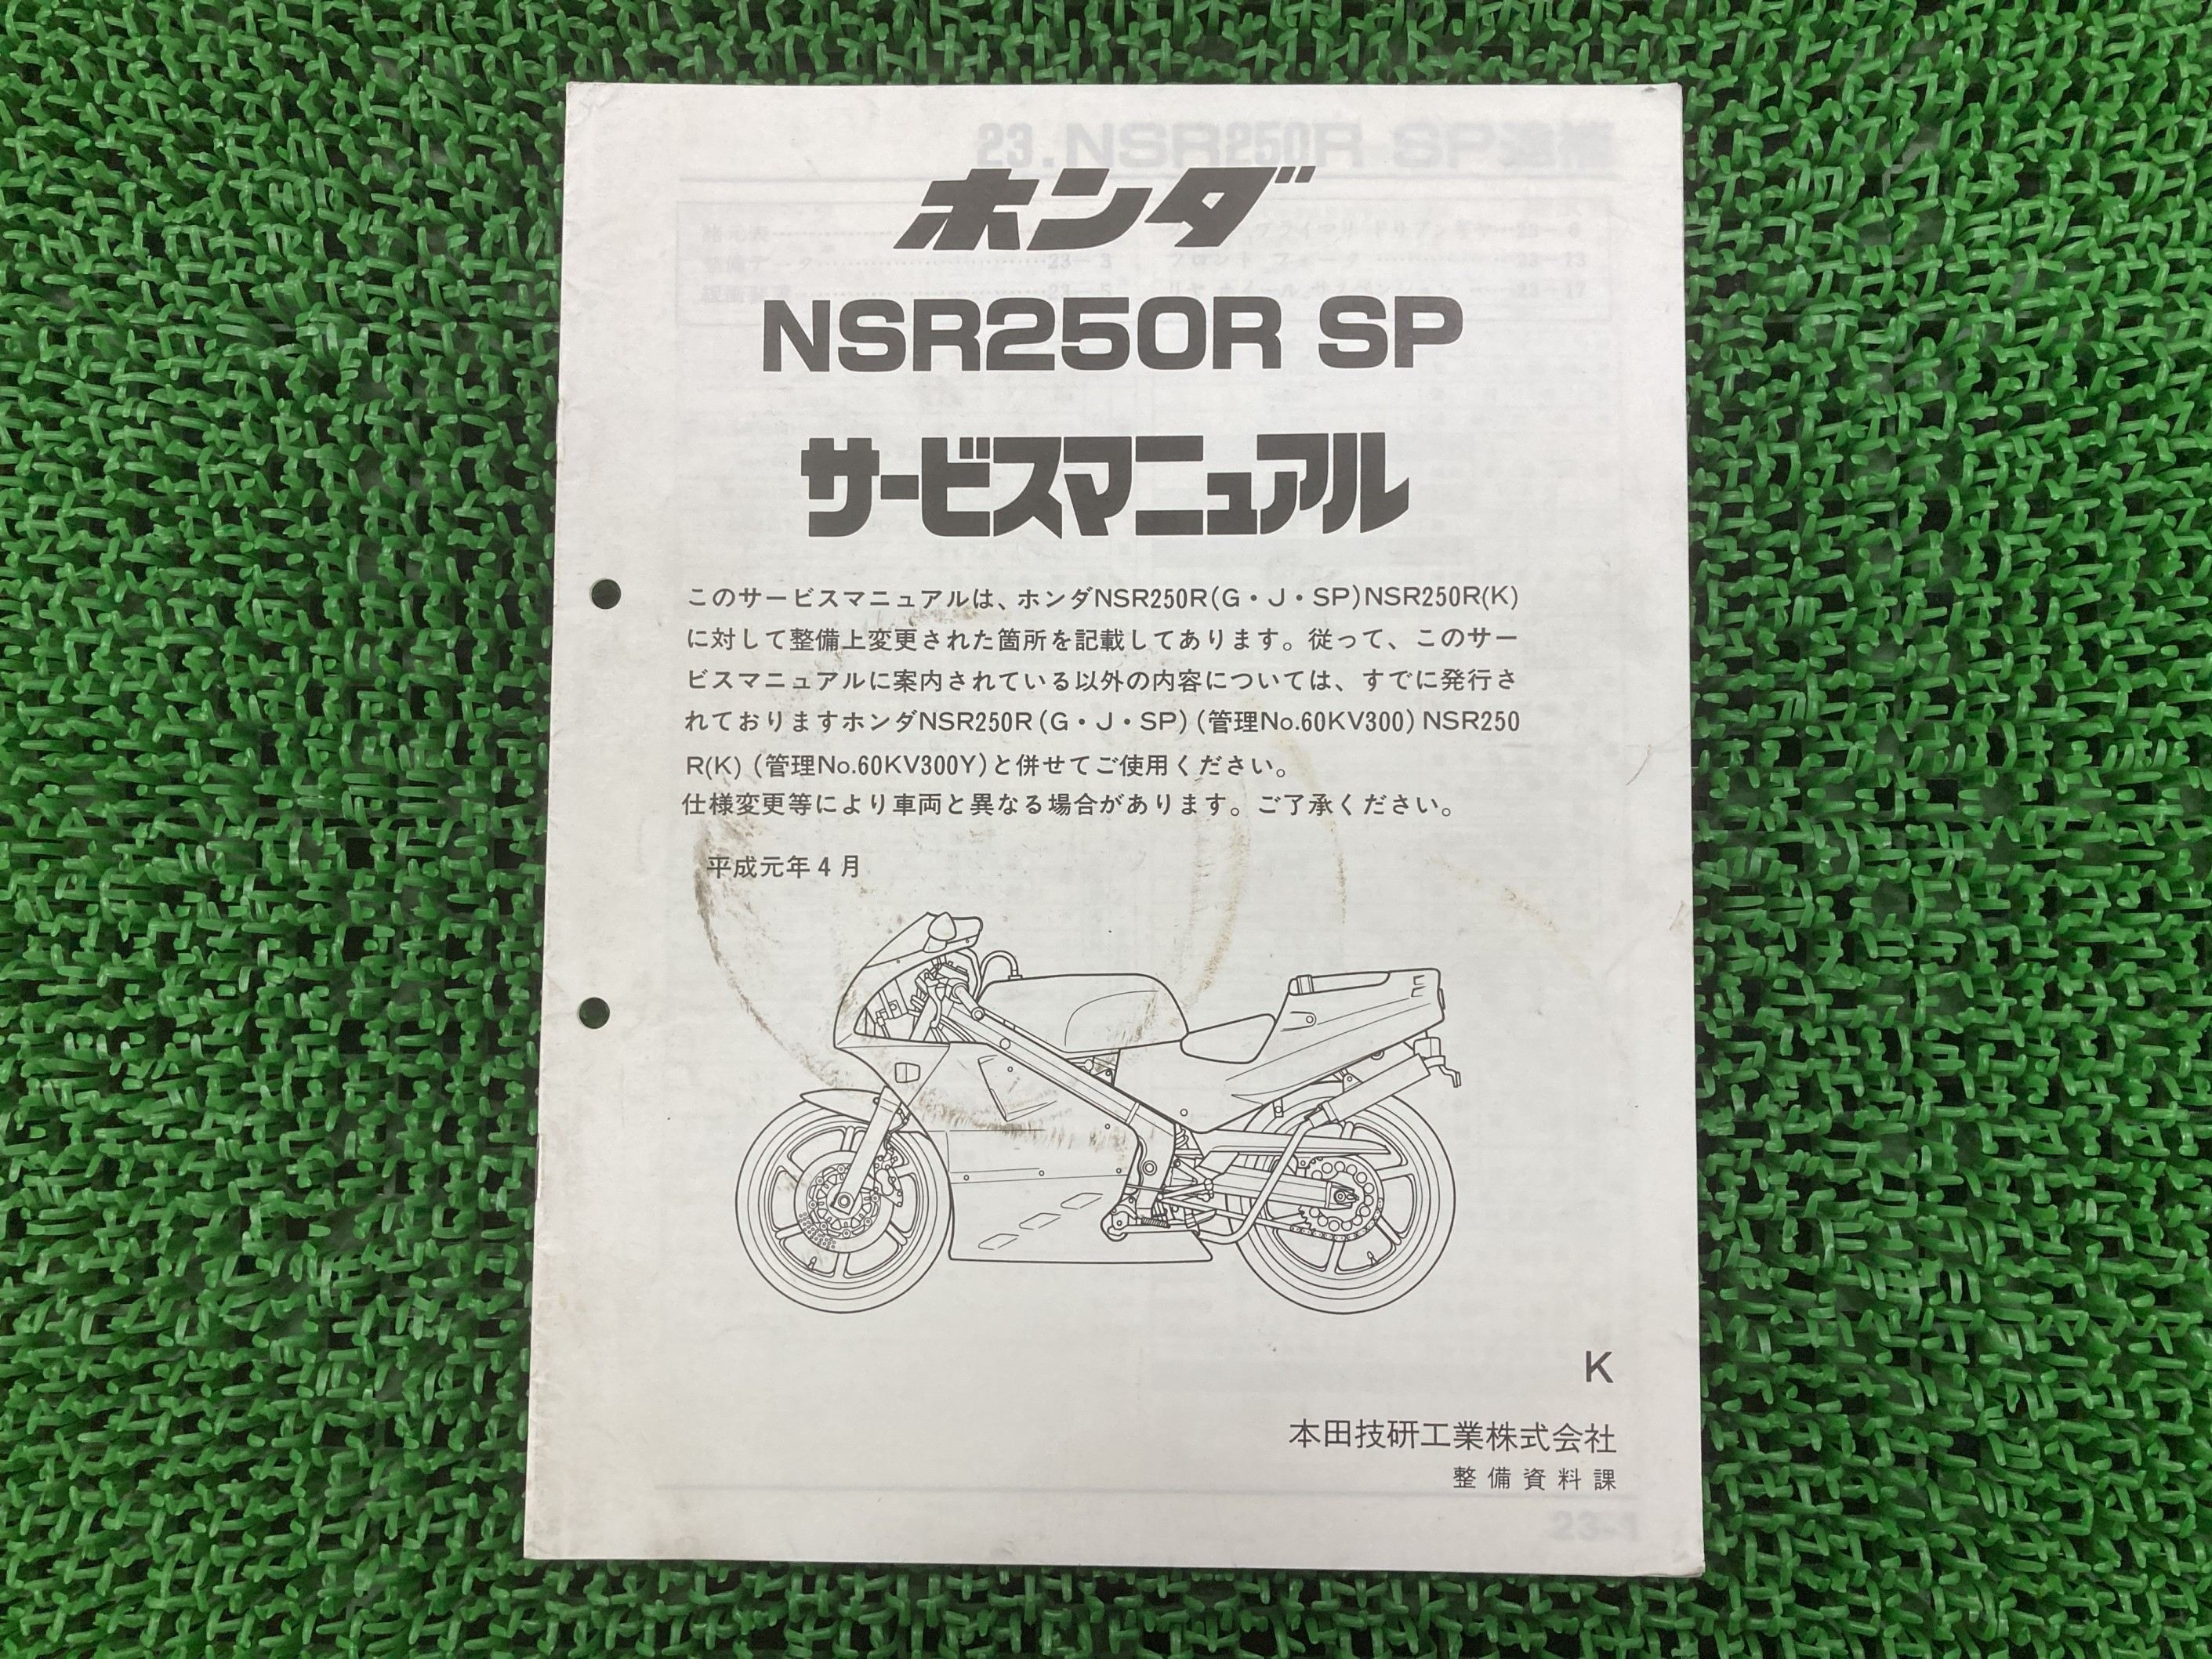 23.NSR250R SP追補
ホンダ
NSR250R SP
サービスマニュアル
このサービスマニュアルは、ホンダNSR250R(G・J・SP)NSR250R(K)
に対して整備上変更された箇所を記載してあります。従って、このサー
ビスマニュアルに案内されている以外の内容については、すでに発行さ
れておりますホンダNSR250R(G・J・SP)(管理No.60KV300)NSR250
R(K)(管理No.60KV300Y)と併せてご使用ください。
仕様変更等により車両と異なる場合があります。ご了承ください。
平成元年4月
K
本田技研工業株式会社
整備資料課
23-1